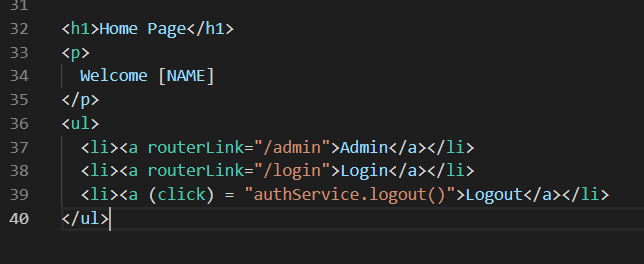 31
32 <h1>Home Page</h1>
33 <p>
34 Welcome [NAME]
35 </p>
36 <ul>
37 <li><a routerLink="/admin">Admin</a></li>
38 <li><a routerLink="/login">Login</a></li>
39 <li><a (click) = "authService.logout()">Logout</a></li>
40 </ul>